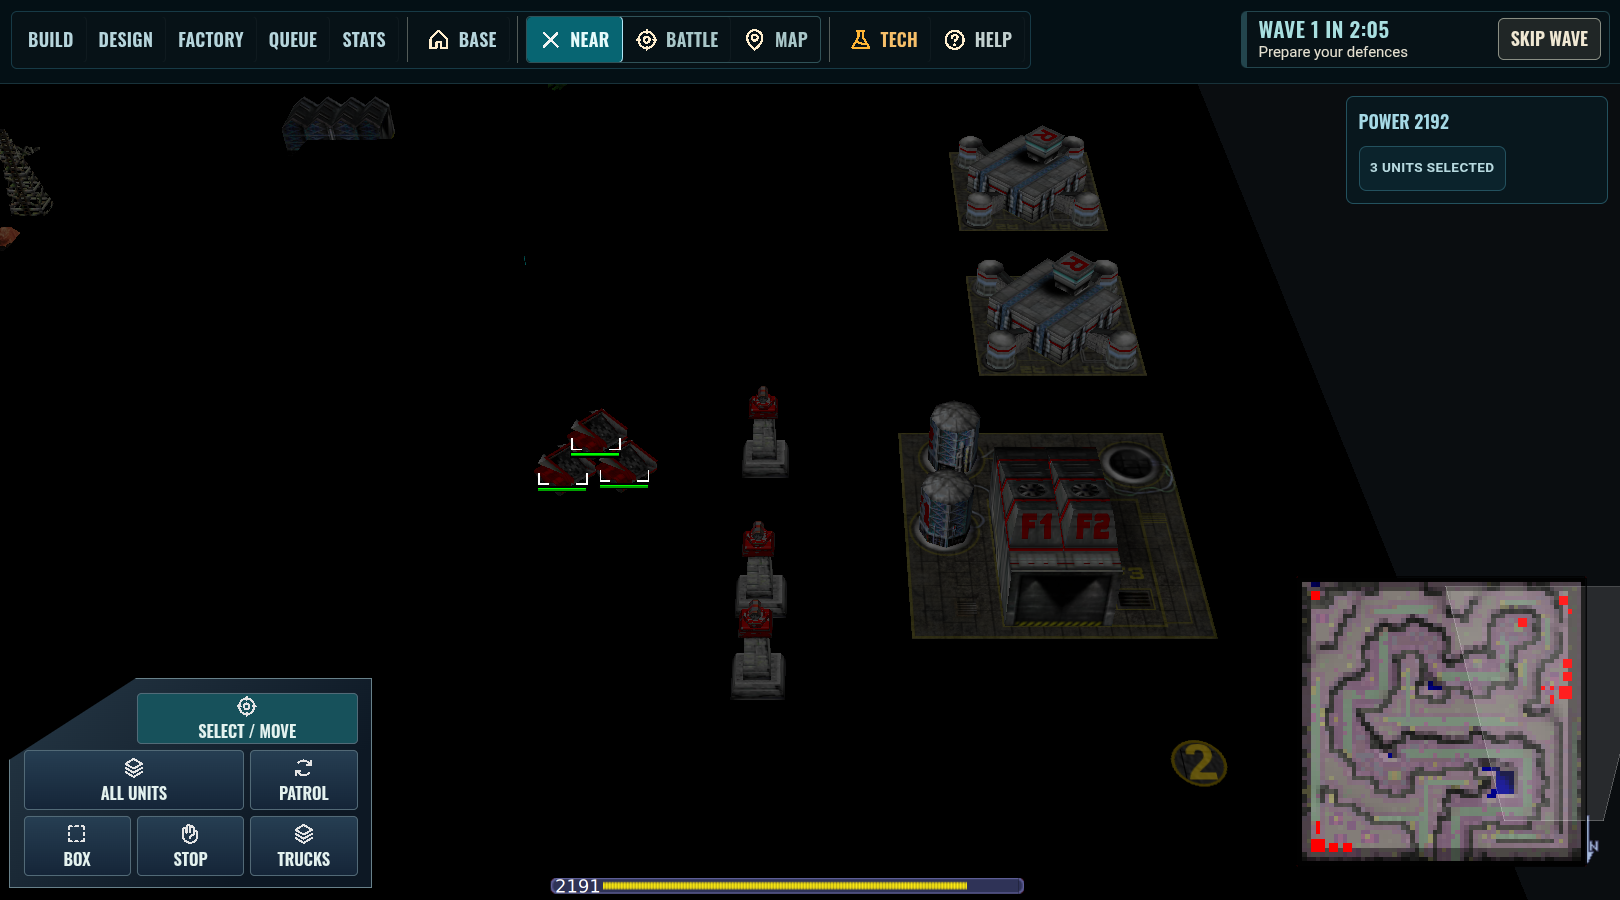 BUILD DESIGN FACTORY QUEUE STATS BASE NEAR BATTLE MAP TECH HELP
WAVE 1 IN 2:05
Prepare your defences
SKIP WAVE
POWER 2192
3 UNITS SELECTED
R
R
F1 F2
3
2
SELECT / MOVE
ALL UNITS PATROL
BOX STOP TRUCKS
N
2191